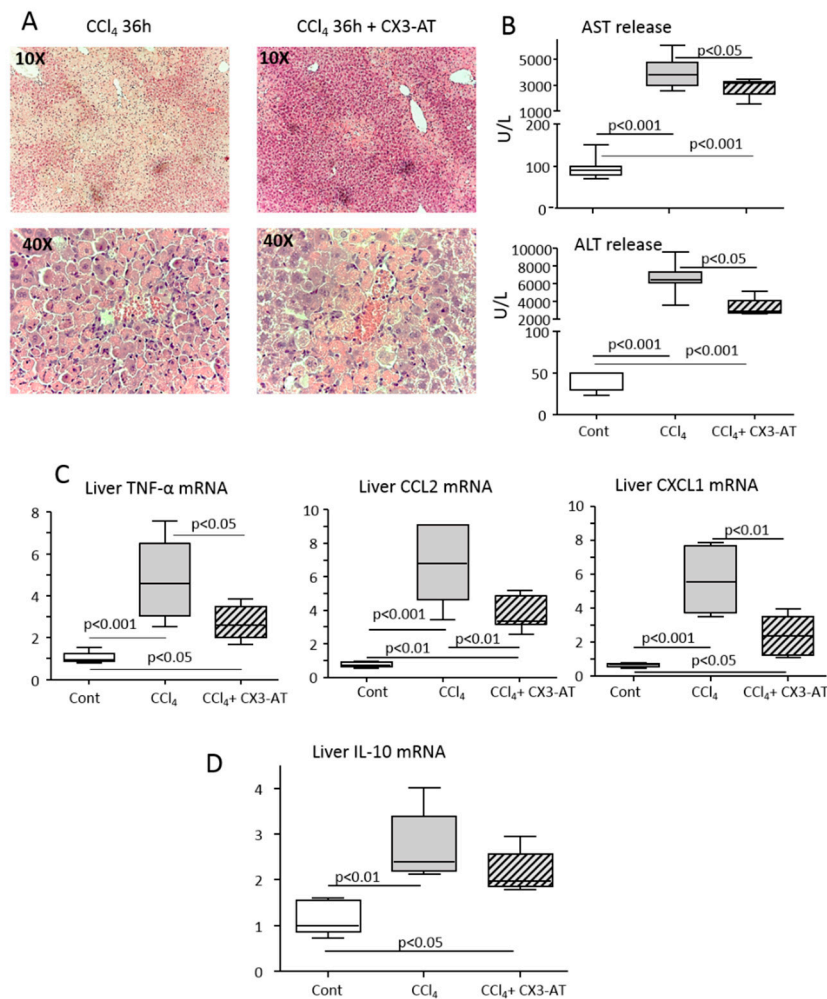 A
CCl₄ 36h
CCl₄ 36h + CX3-AT
10X
10X
40X
40X
B
AST release
5000
3000
1000
200
100
0
U/L
p<0.05
p<0.001
p<0.001
ALT release
10000
8000
6000
4000
2000
100
50
0
U/L
p<0.05
p<0.001
p<0.001
Cont
CCl₄
CCl₄+ CX3-AT
C
Liver TNF-α mRNA
8
6
4
2
0
p<0.05
p<0.001
p<0.05
Cont
CCl₄
CCl₄+ CX3-AT
Liver CCL2 mRNA
10
8
6
4
2
0
p<0.001
p<0.01
p<0.01
Cont
CCl₄
CCl₄+ CX3-AT
Liver CXCL1 mRNA
10
8
6
4
2
0
p<0.01
p<0.001
p<0.05
Cont
CCl₄
CCl₄+ CX3-AT
D
Liver IL-10 mRNA
4
3
2
1
0
p<0.01
p<0.05
Cont
CCl₄
CCl₄+ CX3-AT